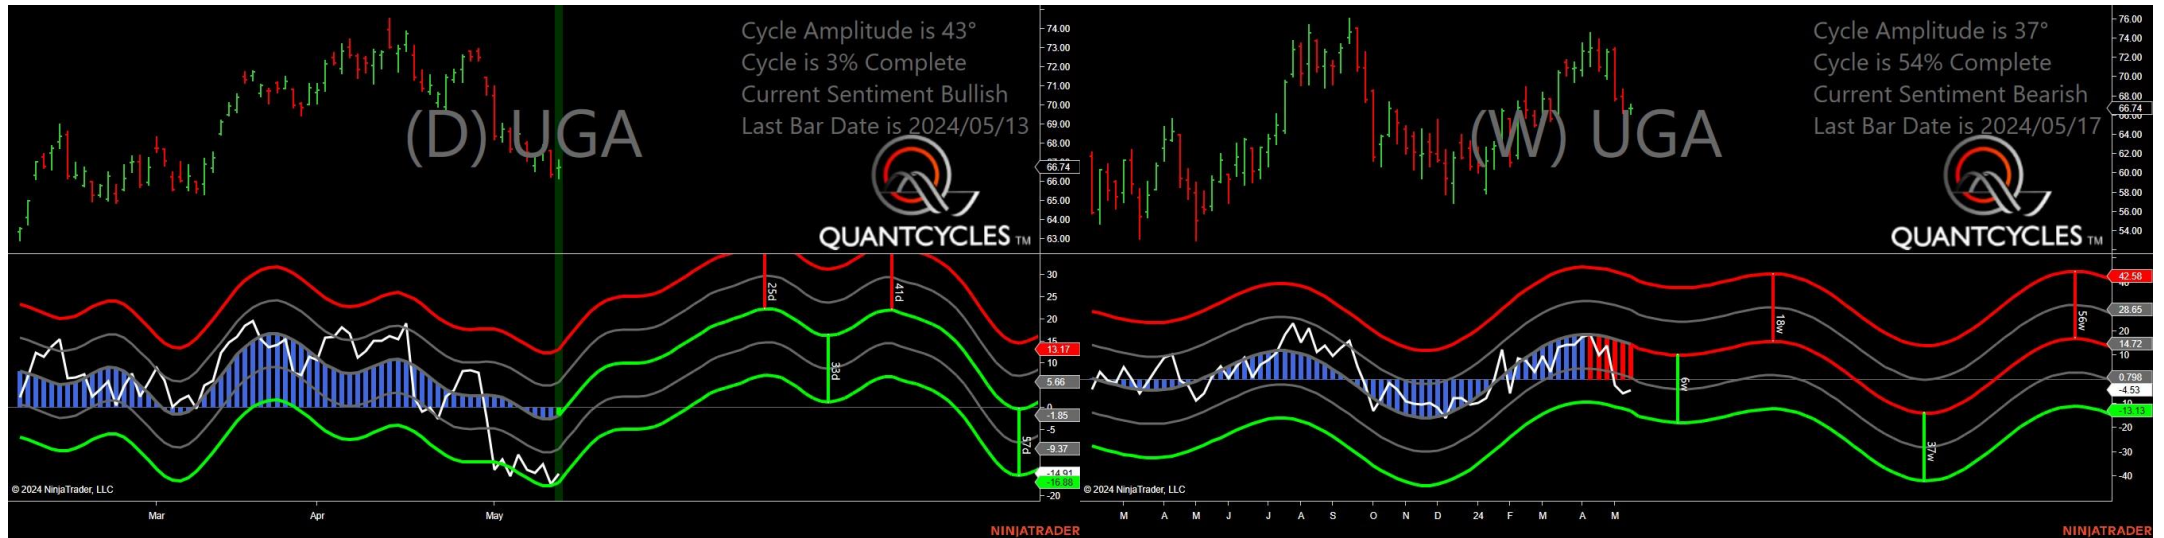 Cycle Amplitude is 43°
Cycle is 3% Complete
Current Sentiment Bullish
Last Bar Date is 2024/05/13
(D) UGA
QUANTCYCLES TM
74.00
73.00
72.00
71.00
70.00
69.00
68.00
66.74
66.00
65.00
64.00
63.00
25d
41d
33d
57d
30
25
20
15
13.17
10
5.66
0
-1.85
-5
-9.37
-14.91
-16.88
-20
© 2024 NinjaTrader, LLC
Mar
Apr
May
NINJATRADER
Cycle Amplitude is 37°
Cycle is 54% Complete
Current Sentiment Bearish
Last Bar Date is 2024/05/17
(W) UGA
QUANTCYCLES TM
76.00
74.00
72.00
70.00
68.00
66.74
66.00
64.00
62.00
60.00
58.00
56.00
54.00
18w
56w
6w
37w
42.58
40
28.65
20
14.72
10
0.798
-4.53
-13.13
-20
-30
-40
© 2024 NinjaTrader, LLC
M
A
M
J
J
A
S
O
N
D
24
F
M
A
M
NINJATRADER